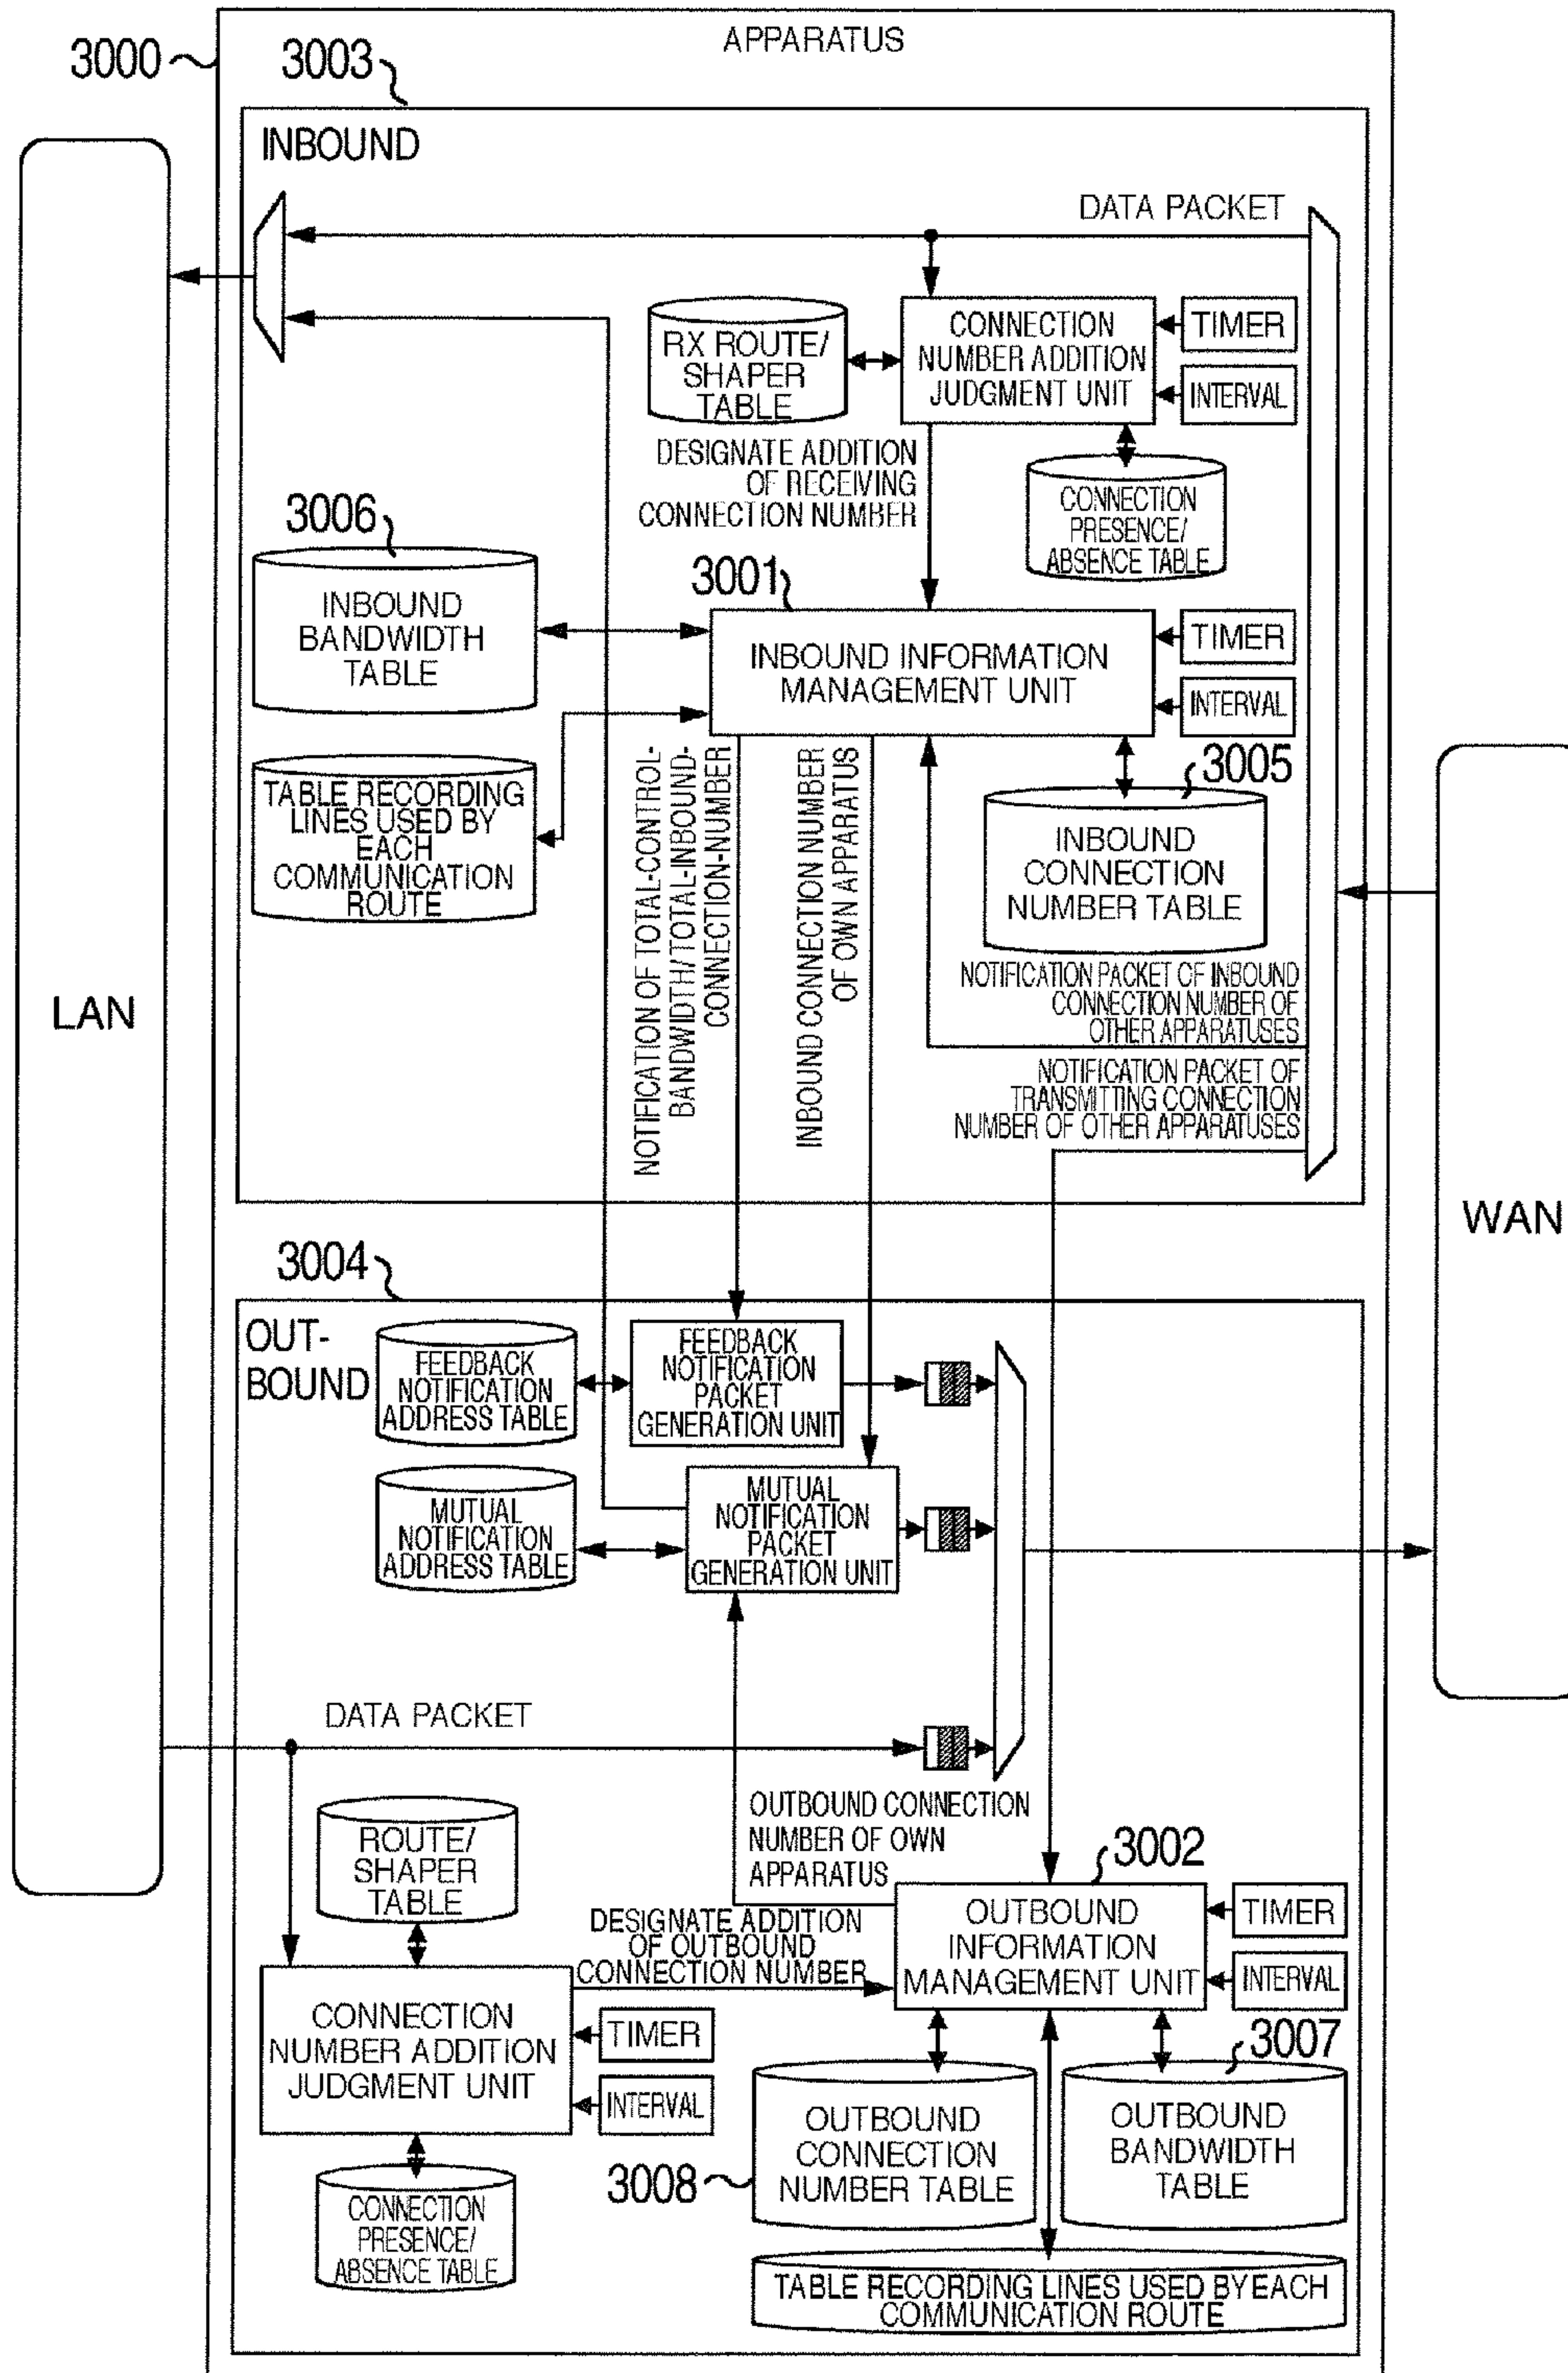 APPARATUS
3000
3003
INBOUND
DATA PACKET
CONNECTION
NUMBER ADDITION
JUDGMENT UNIT
TIMER
INTERVAL
RX ROUTE/
SHAPER
TABLE
DESIGNATE ADDITION
OF RECEIVING
CONNECTION NUMBER
CONNECTION
PRESENCE/
ABSENCE TABLE
3006
INBOUND
BANDWIDTH
TABLE
3001
INBOUND INFORMATION
MANAGEMENT UNIT
TIMER
INTERVAL
TABLE RECORDING
LINES USED BY
EACH
COMMUNICATION
ROUTE
NOTIFICATION OF TOTAL-CONTROL-
BANDWIDTH/TOTAL-INBOUND-
CONNECTION-NUMBER
INBOUND CONNECTION NUMBER
OF OWN APPARATUS
3005
INBOUND
CONNECTION
NUMBER TABLE
NOTIFICATION PACKET OF INBOUND
CONNECTION NUMBER OF
OTHER APPARATUSES
NOTIFICATION PACKET OF
TRANSMITTING CONNECTION
NUMBER OF OTHER APPARATUSES
LAN
WAN
3004
OUT-
BOUND
FEEDBACK
NOTIFICATION
ADDRESS TABLE
FEEDBACK
NOTIFICATION
PACKET
GENERATION UNIT
MUTUAL
NOTIFICATION
ADDRESS TABLE
MUTUAL
NOTIFICATION
PACKET
GENERATION UNIT
DATA PACKET
OUTBOUND CONNECTION
NUMBER OF OWN
APPARATUS
ROUTE/
SHAPER
TABLE
3002
OUTBOUND
INFORMATION
MANAGEMENT UNIT
TIMER
INTERVAL
DESIGNATE ADDITION
OF OUTBOUND
CONNECTION NUMBER
CONNECTION
NUMBER ADDITION
JUDGMENT UNIT
TIMER
INTERVAL
CONNECTION
PRESENCE/
ABSENCE TABLE
3008
OUTBOUND
CONNECTION
NUMBER TABLE
3007
OUTBOUND
BANDWIDTH
TABLE
TABLE RECORDING LINES USED BY EACH
COMMUNICATION ROUTE